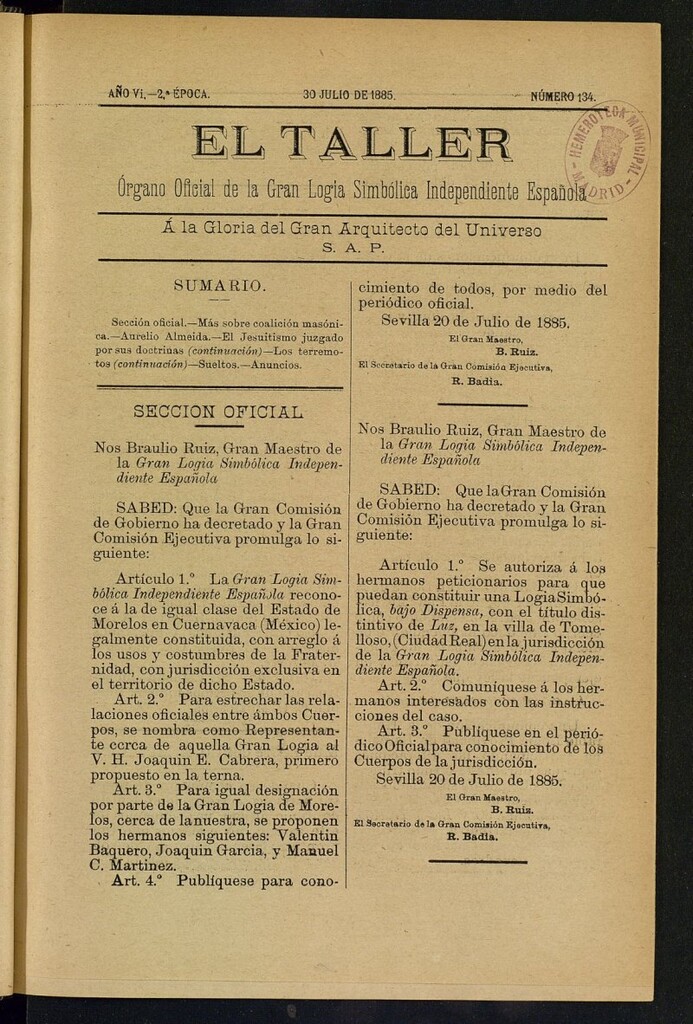 AÑO VI.—2.ª ÉPOCA.
30 JULIO DE 1885.
NÚMERO 134.
EL TALLER
Órgano Oficial de la Gran Logia Simbólica Independiente Española
HEMEROTECA MUNICIPAL
MADRID
Á la Gloria del Gran Arquitecto del Universo
S. A. P.
SUMARIO.
Sección oficial.—Más sobre coalición masóni-
ca.—Aurelio Almeida.—El Jesuitismo juzgado
por sus doctrinas (continuación)—Los terremo-
tos (continuación)—Sueltos.—Anuncios.
SECCION OFICIAL
Nos Braulio Ruiz, Gran Maestro de
la Gran Logia Simbólica Indepen-
diente Española
SABED: Que la Gran Comisión
de Gobierno ha decretado y la Gran
Comisión Ejecutiva promulga lo si-
guiente:
Artículo 1.º La Gran Logia Sim-
bólica Independiente Española recono-
ce á la de igual clase del Estado de
Morelos en Cuernavaca (México) le-
galmente constituida, con arreglo á
los usos y costumbres de la Frater-
nidad, con jurisdicción exclusiva en
el territorio de dicho Estado.
Art. 2.º Para estrechar las rela-
laciones oficiales entre ámbos Cuer-
pos, se nombra como Representan-
te cerca de aquella Gran Logia al
V. H. Joaquin E. Cabrera, primero
propuesto en la terna.
Art. 3.º Para igual designación
por parte de la Gran Logia de More-
los, cerca de la nuestra, se proponen
los hermanos siguientes: Valentin
Baquero, Joaquin Garcia, y Manuel
C. Martinez.
Art. 4.º Publíquese para cono-
cimiento de todos, por medio del
periódico oficial.
Sevilla 20 de Julio de 1885.
El Gran Maestro,
B. Ruiz.
El Secretario de la Gran Comisión Ejecutiva,
R. Badia.
Nos Braulio Ruiz, Gran Maestro de
la Gran Logia Simbólica Indepen-
diente Española
SABED: Que la Gran Comisión
de Gobierno ha decretado y la Gran
Comisión Ejecutiva promulga lo si-
guiente:
Artículo 1.º Se autoriza á los
hermanos peticionarios para que
puedan constituir una Logia Simbó-
lica, bajo Dispensa, con el título dis-
tintivo de Luz, en la villa de Tome-
lloso, (Ciudad Real) en la jurisdicción
de la Gran Logia Simbólica Indepen-
diente Española.
Art. 2.º Comuníquese á los her-
manos interesados con las instruc-
ciones del caso.
Art. 3.º Publíquese en el perió-
dico Oficial para conocimiento de los
Cuerpos de la jurisdicción.
Sevilla 20 de Julio de 1885.
El Gran Maestro,
B. Ruiz.
El Secretario de la Gran Comisión Ejecutiva,
R. Badia.